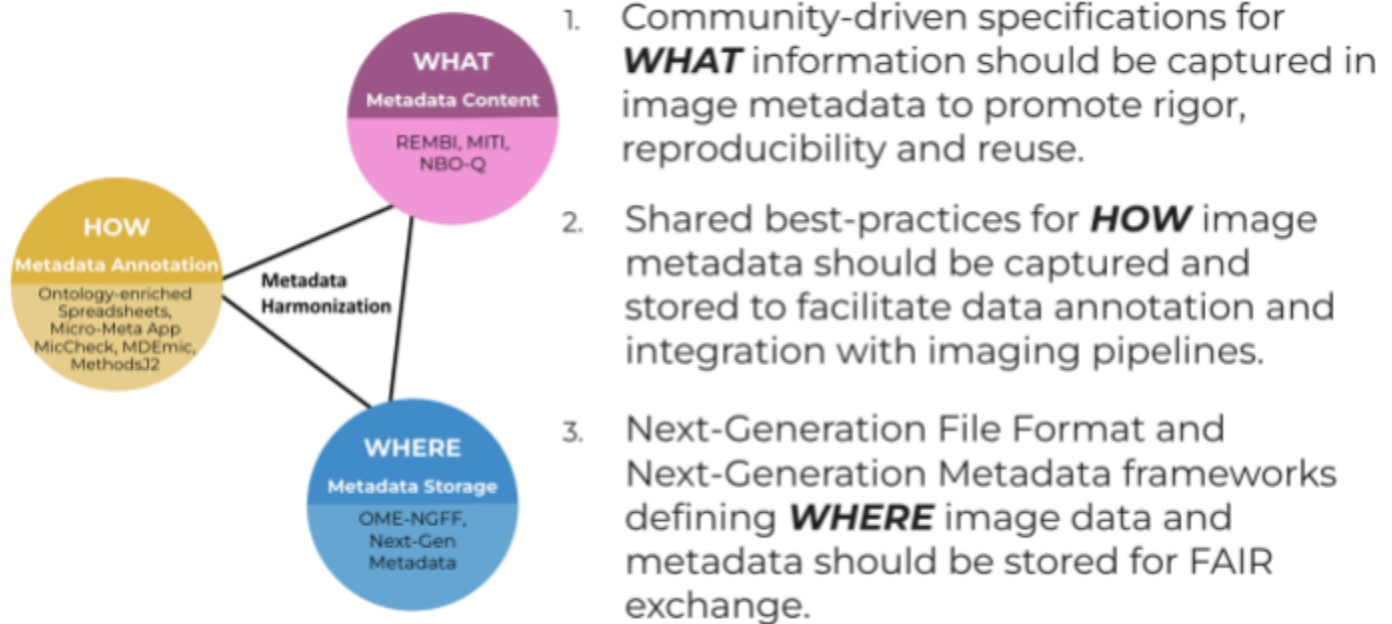 WHAT
Metadata Content
REMBI, MITI,
NBO-Q
HOW
Metadata Annotation
Ontology-enriched
Spreadsheets,
Micro-Meta App
MicCheck, MDEmic,
MethodsJ2
Metadata
Harmonization
WHERE
Metadata Storage
OME-NGFF,
Next-Gen
Metadata
1. Community-driven specifications for
WHAT information should be captured in
image metadata to promote rigor,
reproducibility and reuse.
2. Shared best-practices for HOW image
metadata should be captured and
stored to facilitate data annotation and
integration with imaging pipelines.
3. Next-Generation File Format and
Next-Generation Metadata frameworks
defining WHERE image data and
metadata should be stored for FAIR
exchange.